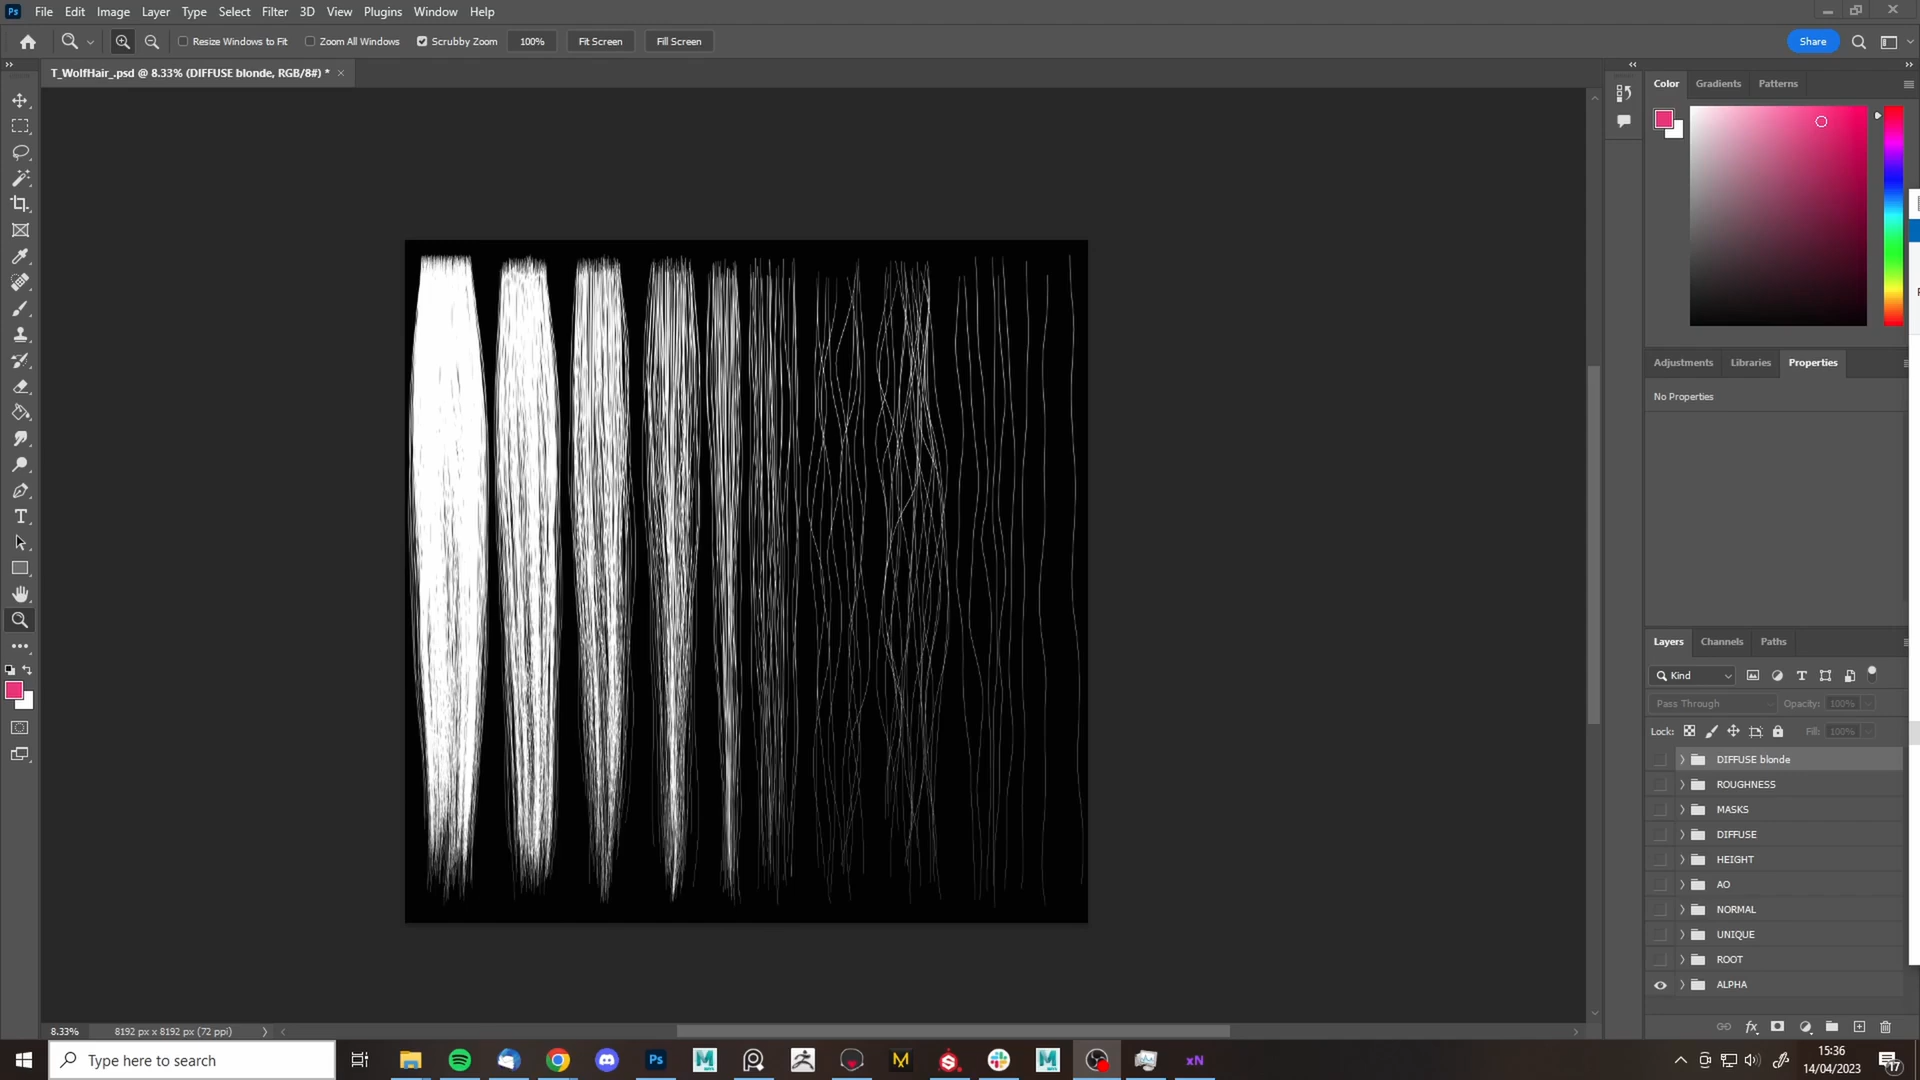 Ps File Edit Image Layer Type Select Filter 3D View Plugins Window Help
Resize Windows to Fit Zoom All Windows Scrubby Zoom 100% Fit Screen Fill Screen Share
T_WolfHair_.psd @ 8.33% (DIFFUSE blonde, RGB/8#) *
Color Gradients Patterns
Adjustments Libraries Properties
No Properties
Layers Channels Paths
Kind
Pass Through Opacity: 100%
Lock: Fill: 100%
DIFFUSE blonde
ROUGHNESS
MASKS
DIFFUSE
HEIGHT
AO
NORMAL
UNIQUE
ROOT
ALPHA
8.33% 8192 px x 8192 px (72 ppi)
Type here to search
Ps
xN
15:36
14/04/2023
17